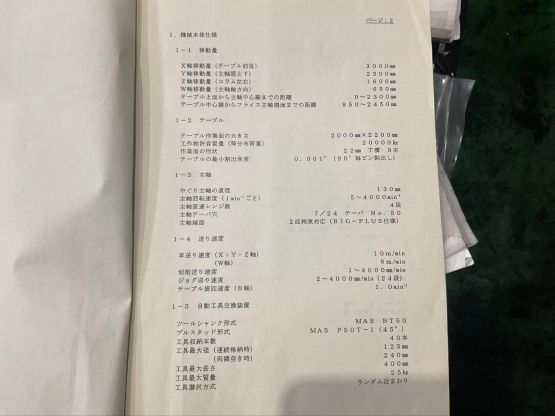 ページ：2
1．機械本体仕様
1－1 移動量
X軸移動量（テーブル前後） 3000㎜
Y軸移動量（主軸頭上下） 2300㎜
Z軸移動量（コラム左右） 1600㎜
W軸移動量（主軸軸方向） 650㎜
テーブル上面から主軸中心線までの距離 0～2300㎜
テーブル中心線からフライス主軸端面までの距離 850～2450㎜
1－2 テーブル
テーブル作業面の大きさ 2000㎜×2200㎜
工作物許容質量（等分布荷重） 20000㎏
作業面の形状 22㎜ T溝 9本
テーブルの最小割出角度 0.001°（90°毎ピン割出し）
1－3 主軸
中ぐり主軸の直径 130㎜
主軸回転速度（1min⁻¹ごと） 5～4000min⁻¹
主軸変速レンジ数 4段
主軸テーパ穴 7／24 テーパ No．50
主軸端面 2面拘束対応（BIG－PLUS仕様）
1－4 送り速度
早送り速度（X・Y・Z軸） 10m/min
（W軸） 6m/min
切削送り速度 1～4000㎜/min
ジョグ送り速度 2～4000㎜/min（24段）
テーブル旋回速度（B軸） 1.0min⁻¹
1－5 自動工具交換装置
ツールシャンク形式 MAS BT50
プルスタッド形式 MAS P50T－1（45°）
工具収納本数 40本
工具最大径（連続格納時） 125㎜
（両隣空き時） 240㎜
工具最大長さ 400㎜
工具最大質量 25㎏
工具選択方式 ランダム近まわり